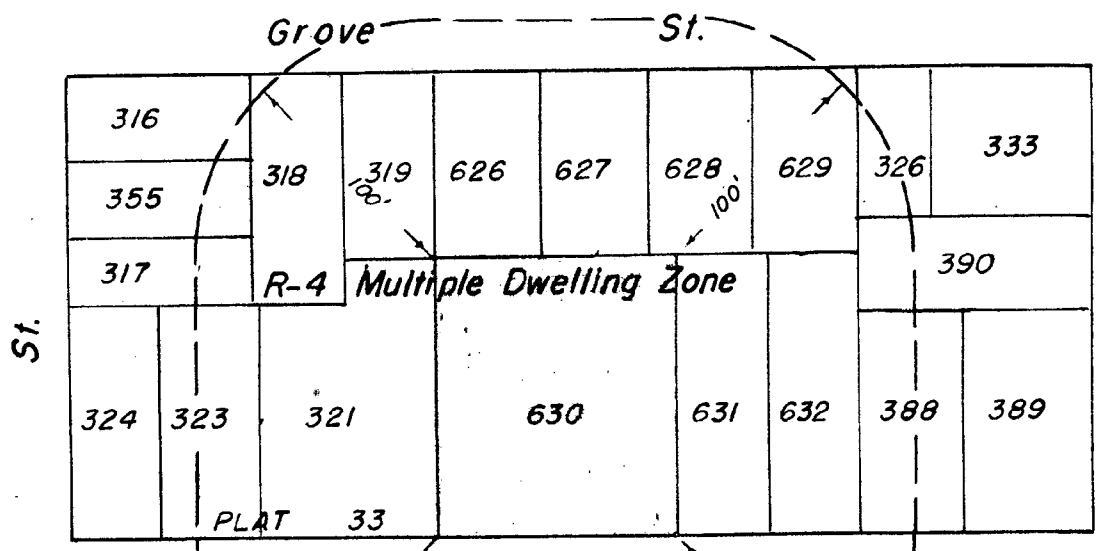 Grove St.
316
333
318 319 626 627 628 629 326
355
100'
100'
317
390
R-4 Multiple Dwelling Zone
St.
324 323 321 630 631 632 388 389
PLAT 33